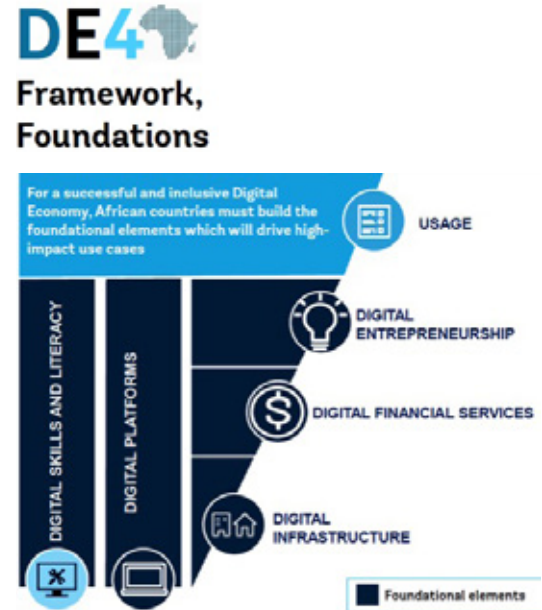 DE4
Framework,
Foundations
For a successful and inclusive Digital
Economy, African countries must build the
foundational elements which will drive high-
impact use cases
USAGE
DIGITAL
ENTREPRENEURSHIP
DIGITAL FINANCIAL SERVICES
DIGITAL
INFRASTRUCTURE
DIGITAL SKILLS AND LITERACY
DIGITAL PLATFORMS
Foundational elements